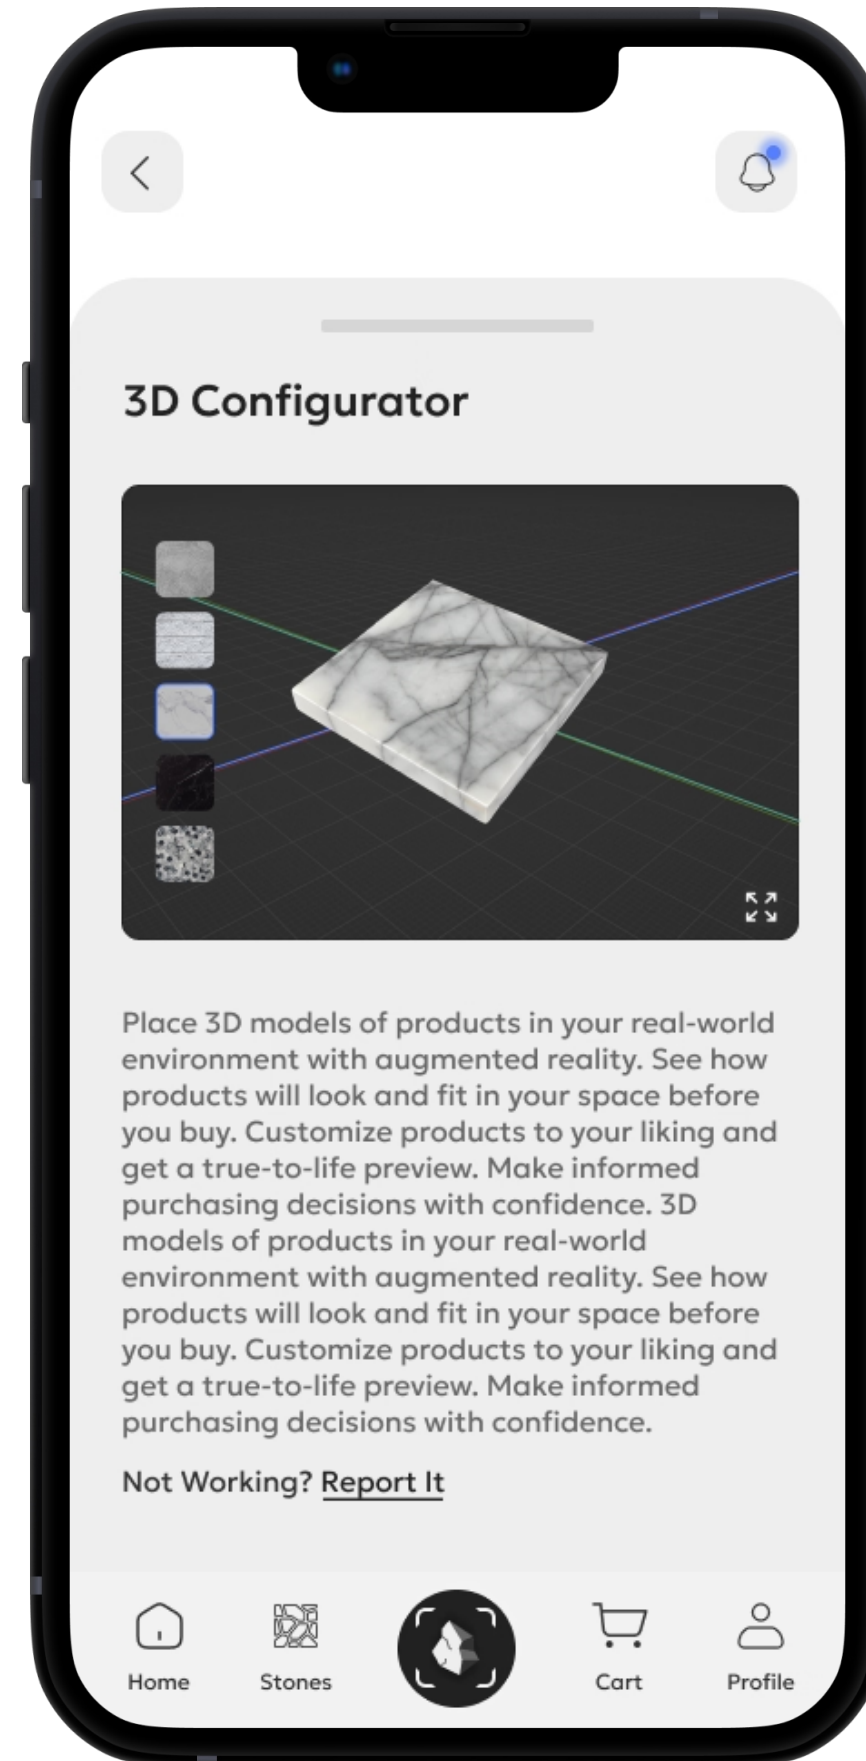 3D Configurator
Place 3D models of products in your real-world
environment with augmented reality. See how
products will look and fit in your space before
you buy. Customize products to your liking and
get a true-to-life preview. Make informed
purchasing decisions with confidence. 3D
models of products in your real-world
environment with augmented reality. See how
products will look and fit in your space before
you buy. Customize products to your liking and
get a true-to-life preview. Make informed
purchasing decisions with confidence.
Not Working? Report It
Home Stones Cart Profile